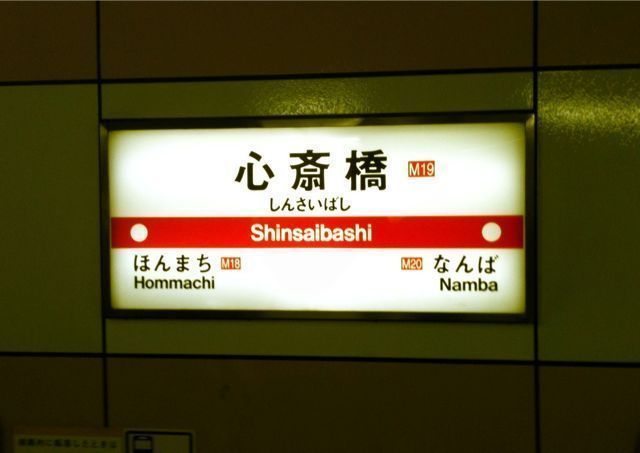 心斎橋 M19
しんさいばし
Shinsaibashi
ほんまち M18
Hommachi
M20 なんば
Namba